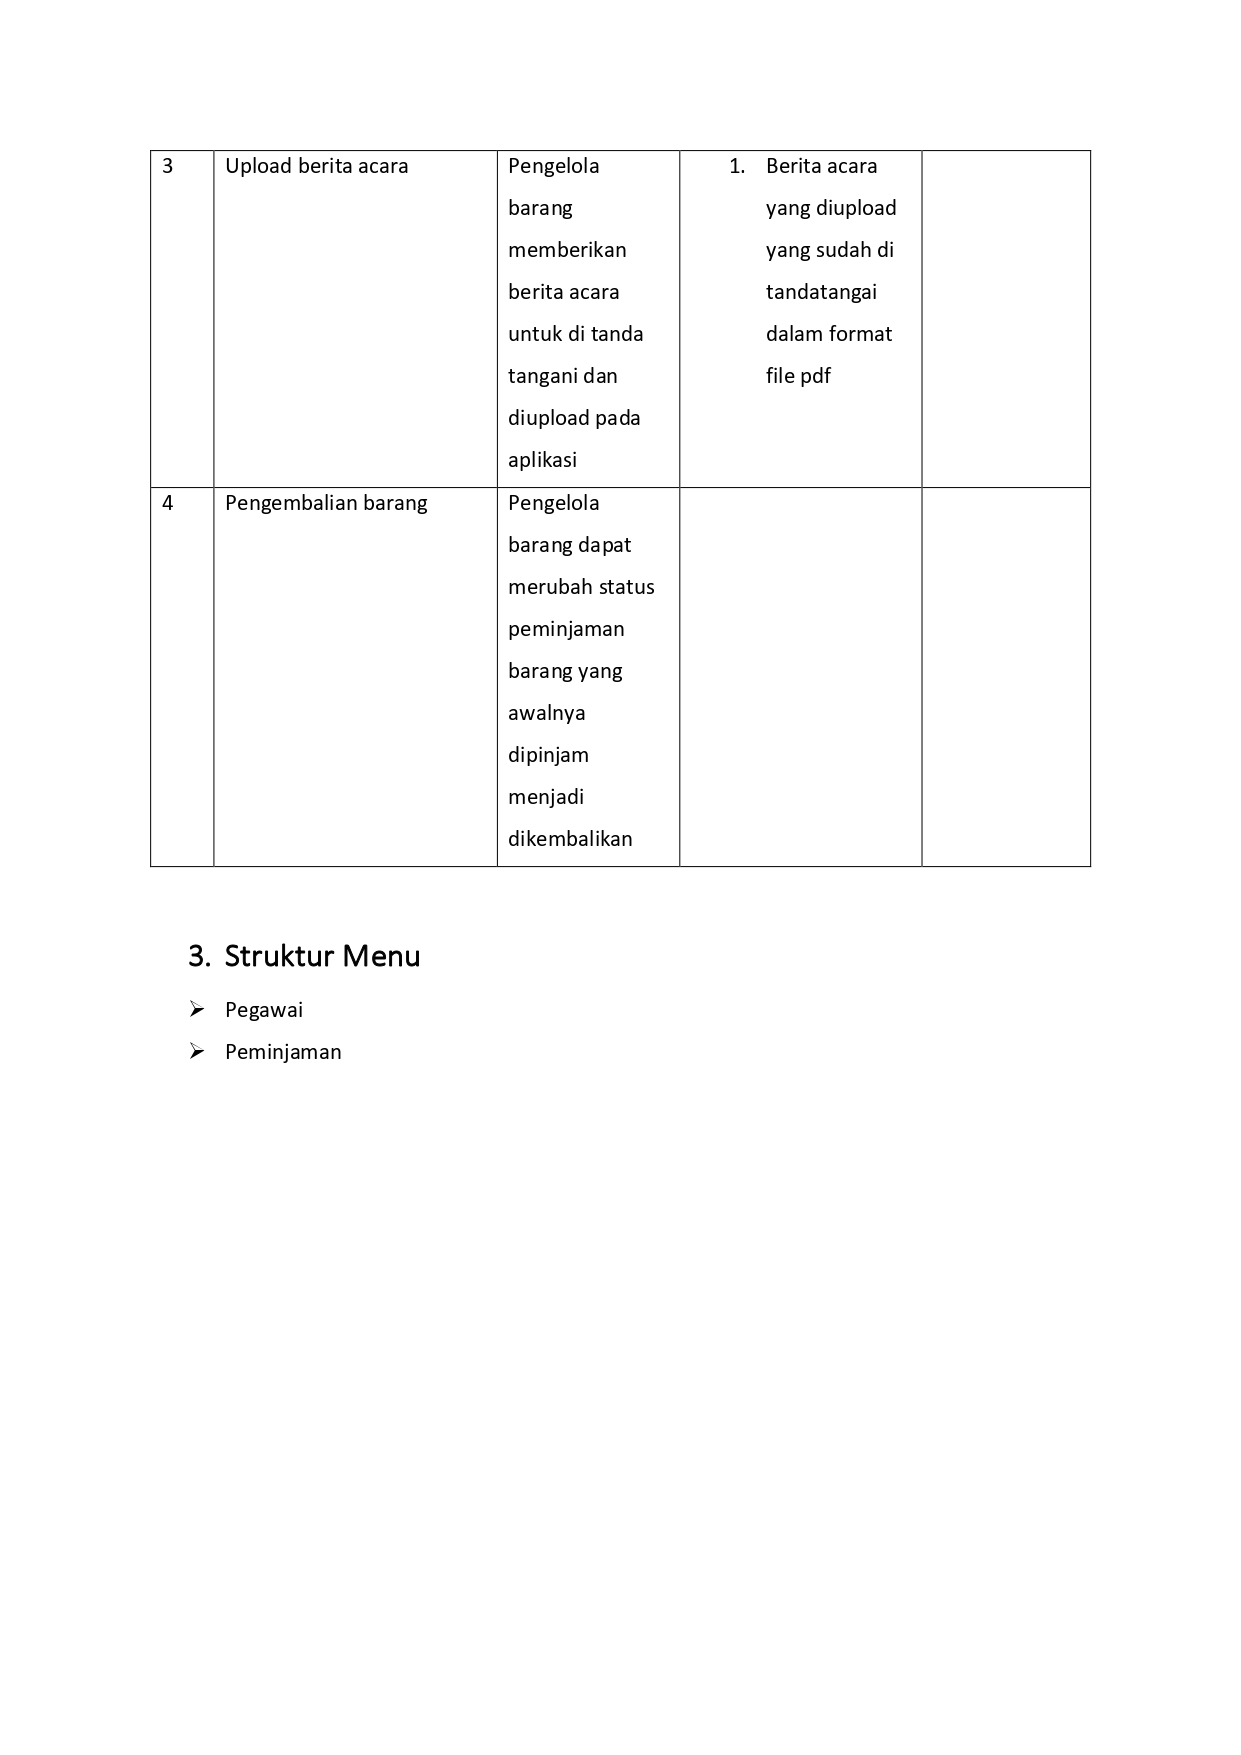 3
Upload berita acara
Pengelola
barang
memberikan
berita acara
untuk di tanda
tangani dan
diupload pada
aplikasi
1. Berita acara
yang diupload
yang sudah di
tandatangai
dalam format
file pdf
4
Pengembalian barang
Pengelola
barang dapat
merubah status
peminjaman
barang yang
awalnya
dipinjam
menjadi
dikembalikan
3. Struktur Menu
➢ Pegawai
➢ Peminjaman